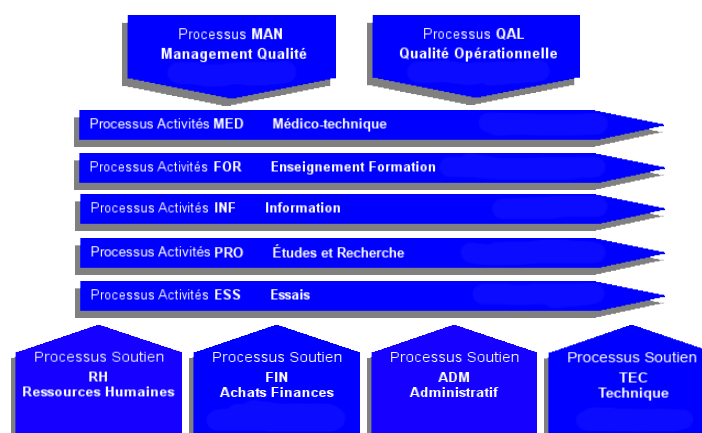 Processus MAN
Management Qualité
Processus QAL
Qualité Opérationnelle
Processus Activités MED Médico-technique
Processus Activités FOR Enseignement Formation
Processus Activités INF Information
Processus Activités PRO Études et Recherche
Processus Activités ESS Essais
Processus Soutien
RH
Ressources Humaines
Processus Soutien
FIN
Achats Finances
Processus Soutien
ADM
Administratif
Processus Soutien
TEC
Technique